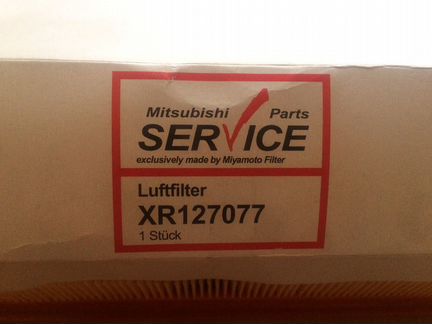 Mitsubishi Parts
SERVICE
exclusively made by Miyamoto Filter
Luftfilter
XR127077
1 Stück